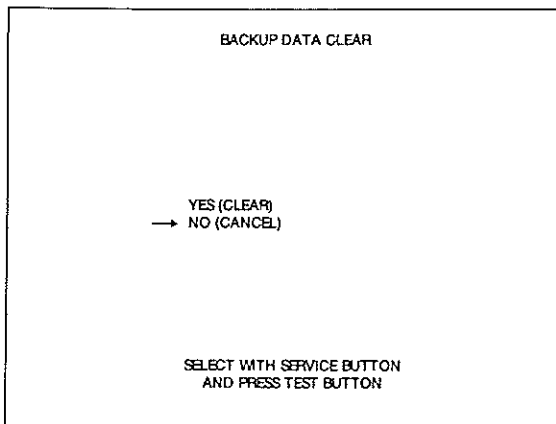 BACKUP DATA CLEAR
YES (CLEAR)
→ NO (CANCEL)
SELECT WITH SERVICE BUTTON
AND PRESS TEST BUTTON